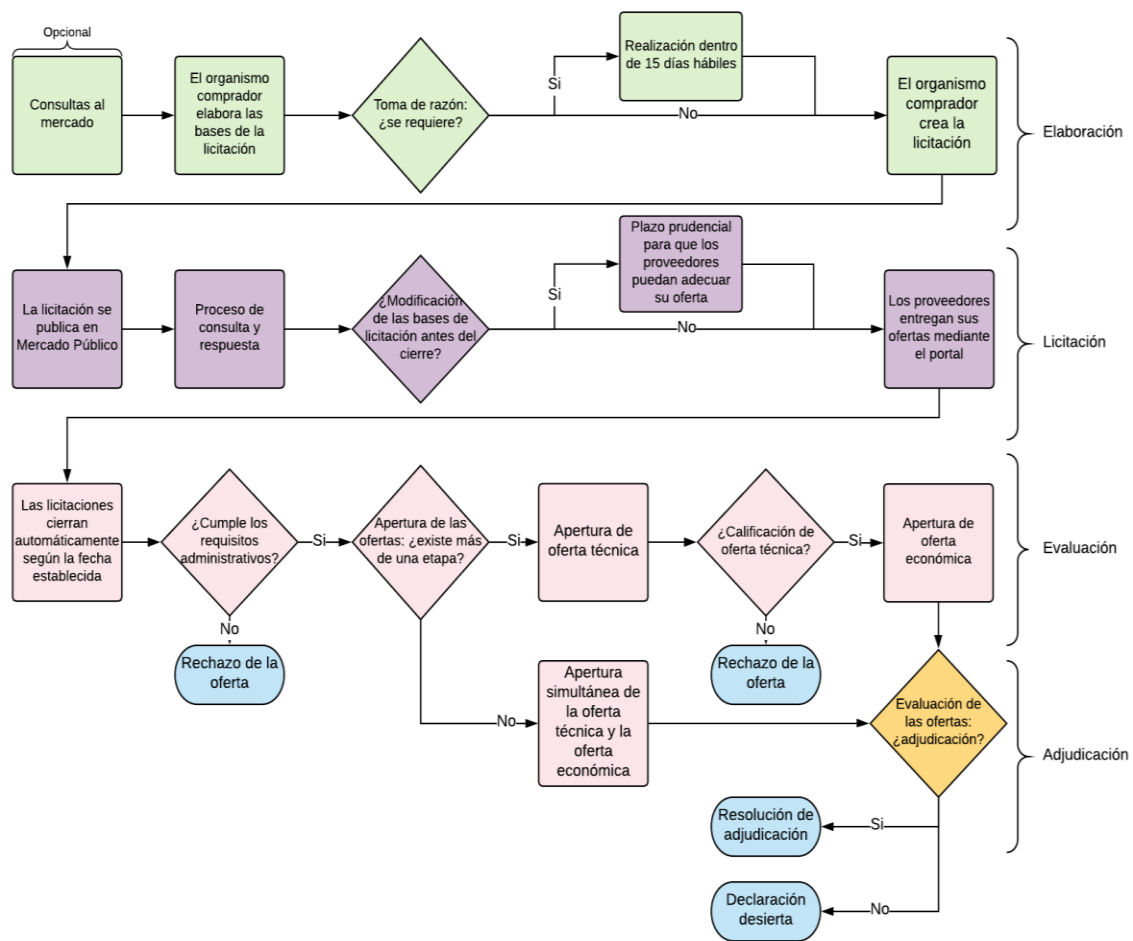 Opcional
Consultas al
mercado
El organismo
comprador
elabora las
bases de la
licitación
Toma de razón:
¿se requiere?
Si
Realización dentro
de 15 días hábiles
No
El organismo
comprador
crea la
licitación
Elaboración
La licitación se
publica en
Mercado Público
Proceso de
consulta y
respuesta
¿Modificación
de las bases de
licitación antes del
cierre?
Si
Plazo prudencial
para que los
proveedores
puedan adecuar
su oferta
No
Los proveedores
entregan sus
ofertas mediante
el portal
Licitación
Las licitaciones
cierran
automáticamente
según la fecha
establecida
¿Cumple los
requisitos
administrativos?
Si
No
Rechazo de la
oferta
Apertura de las
ofertas: ¿existe más
de una etapa?
Si
No
Apertura de
oferta técnica
¿Calificación de
oferta técnica?
Si
No
Rechazo de la
oferta
Apertura de
oferta
económica
Evaluación
Apertura
simultánea de
la oferta
técnica y la
oferta
económica
Evaluación de
las ofertas:
¿adjudicación?
Adjudicación
Si
Resolución de
adjudicación
No
Declaración
desierta